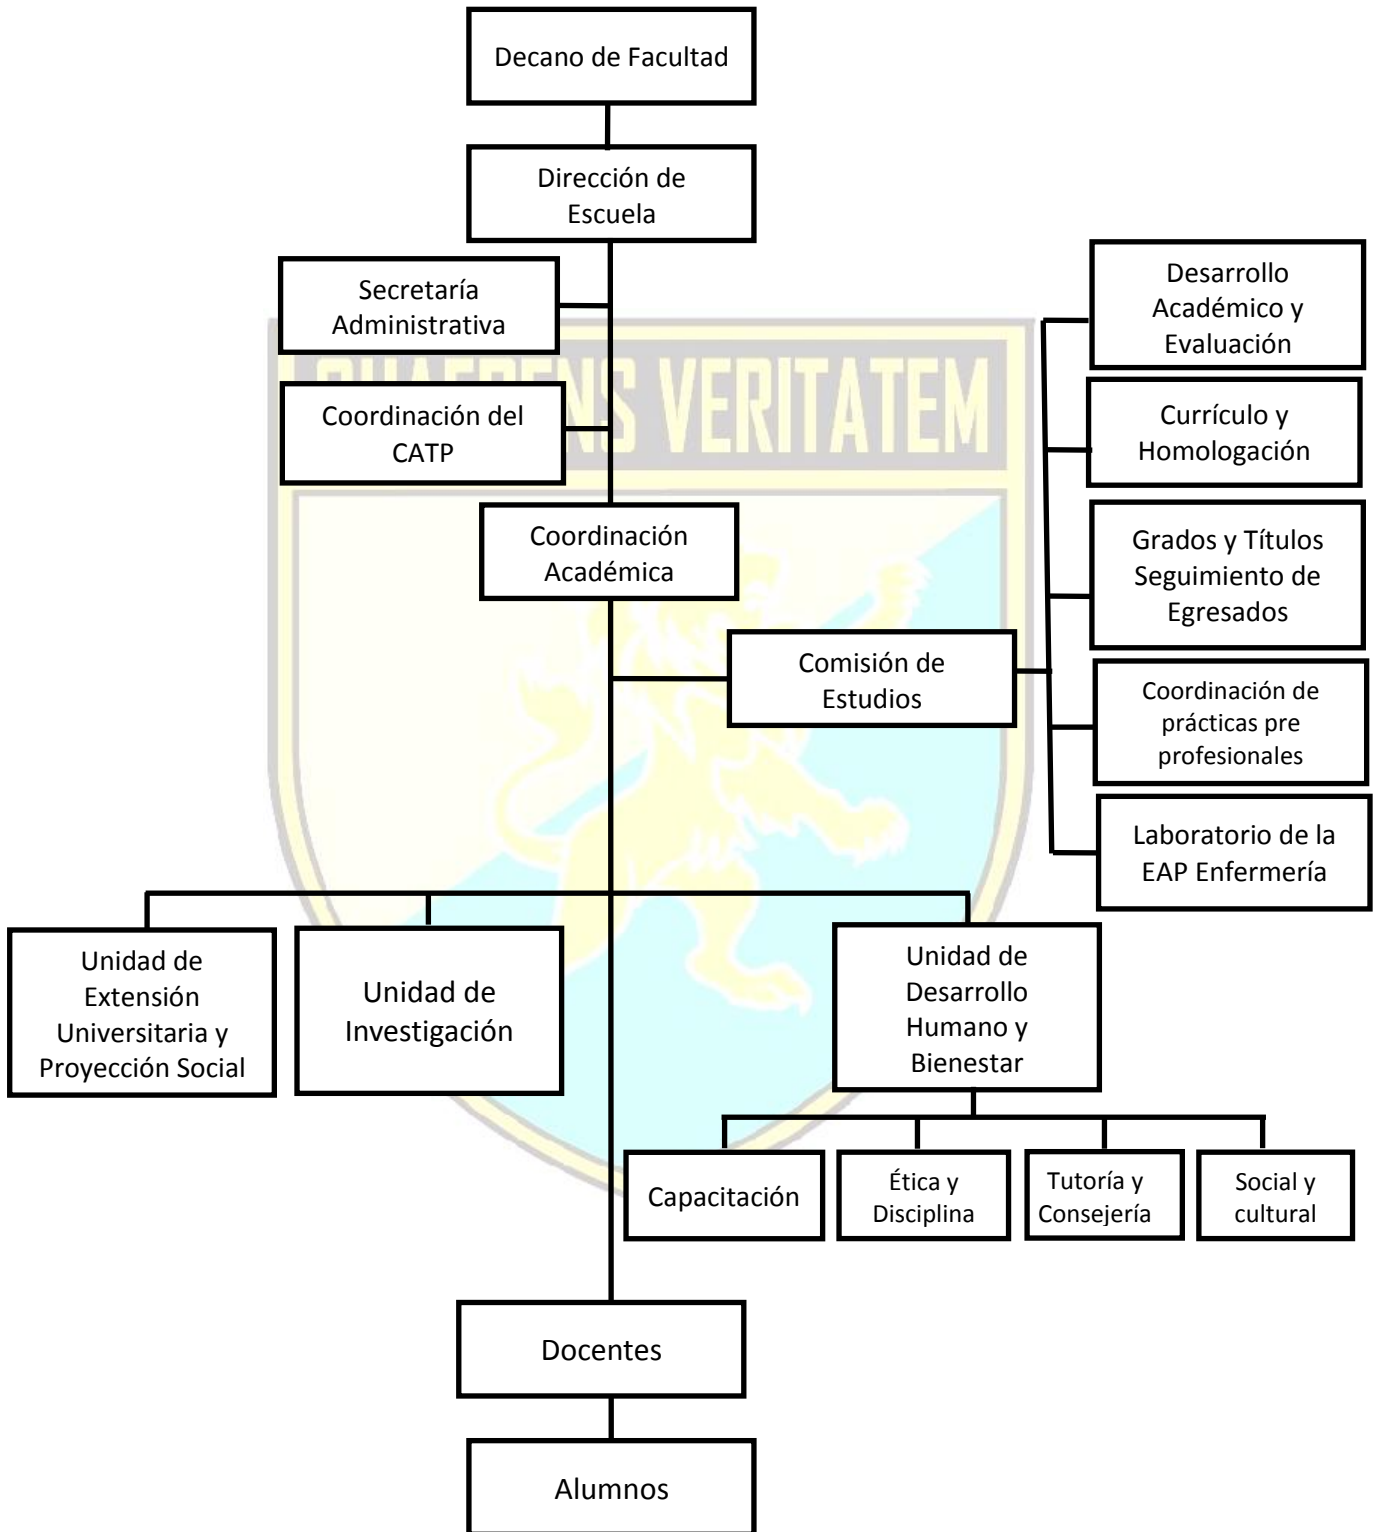 Decano de Facultad
Dirección de
Escuela
Secretaría
Administrativa
Coordinación del
CATP
Coordinación
Académica
Comisión de
Estudios
Desarrollo
Académico y
Evaluación
Currículo y
Homologación
Grados y Títulos
Seguimiento de
Egresados
Coordinación de
prácticas pre
profesionales
Laboratorio de la
EAP Enfermería
VERITATEM
Unidad de
Extensión
Universitaria y
Proyección Social
Unidad de
Investigación
Unidad de
Desarrollo
Humano y
Bienestar
Capacitación
Ética y
Disciplina
Tutoría y
Consejería
Social y
cultural
Docentes
Alumnos